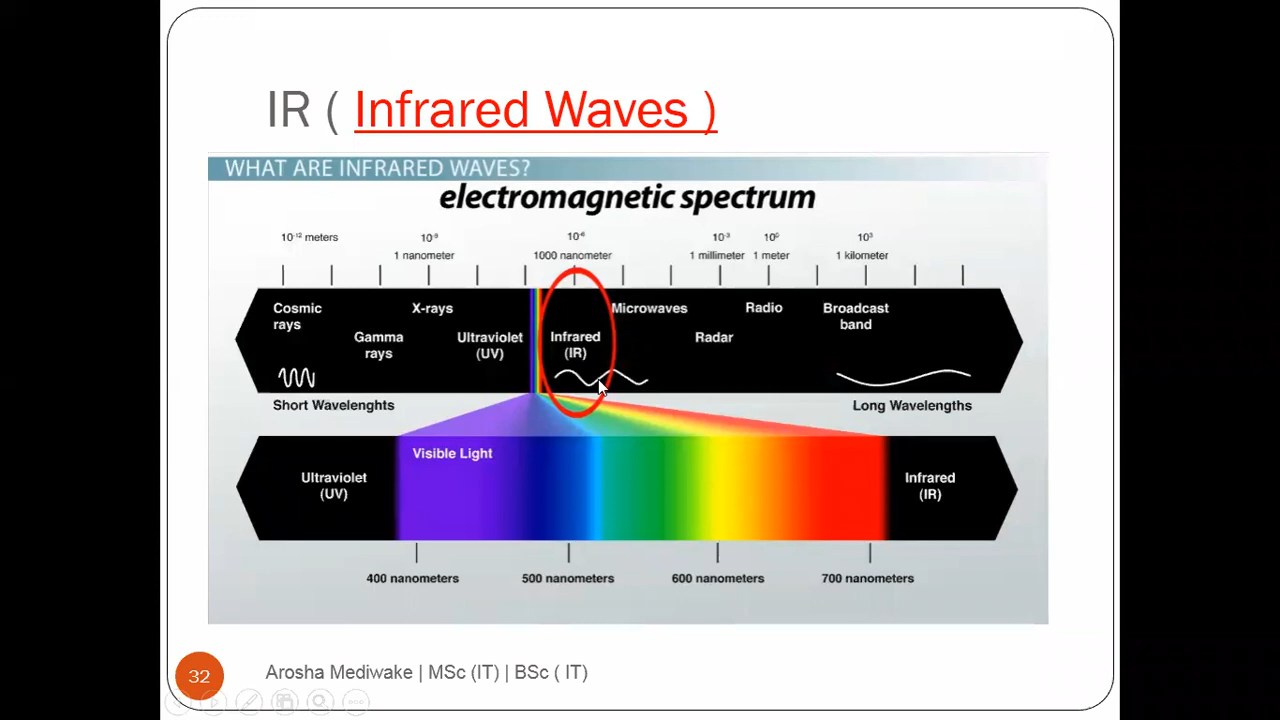 IR ( Infrared Waves )
WHAT ARE INFRARED WAVES?
electromagnetic spectrum
10⁻¹² meters 10⁻⁹ 10⁻⁶ 10⁻³ 10⁰ 10³
1 nanometer 1000 nanometer 1 millimeter 1 meter 1 kilometer
Cosmic rays
Gamma rays
X-rays
Ultraviolet (UV)
Infrared (IR)
Microwaves
Radar
Radio
Broadcast band
Short Wavelenghts
Long Wavelengths
Visible Light
Ultraviolet (UV)
Infrared (IR)
400 nanometers 500 nanometers 600 nanometers 700 nanometers
32
Arosha Mediwake | MSc (IT) | BSc ( IT)